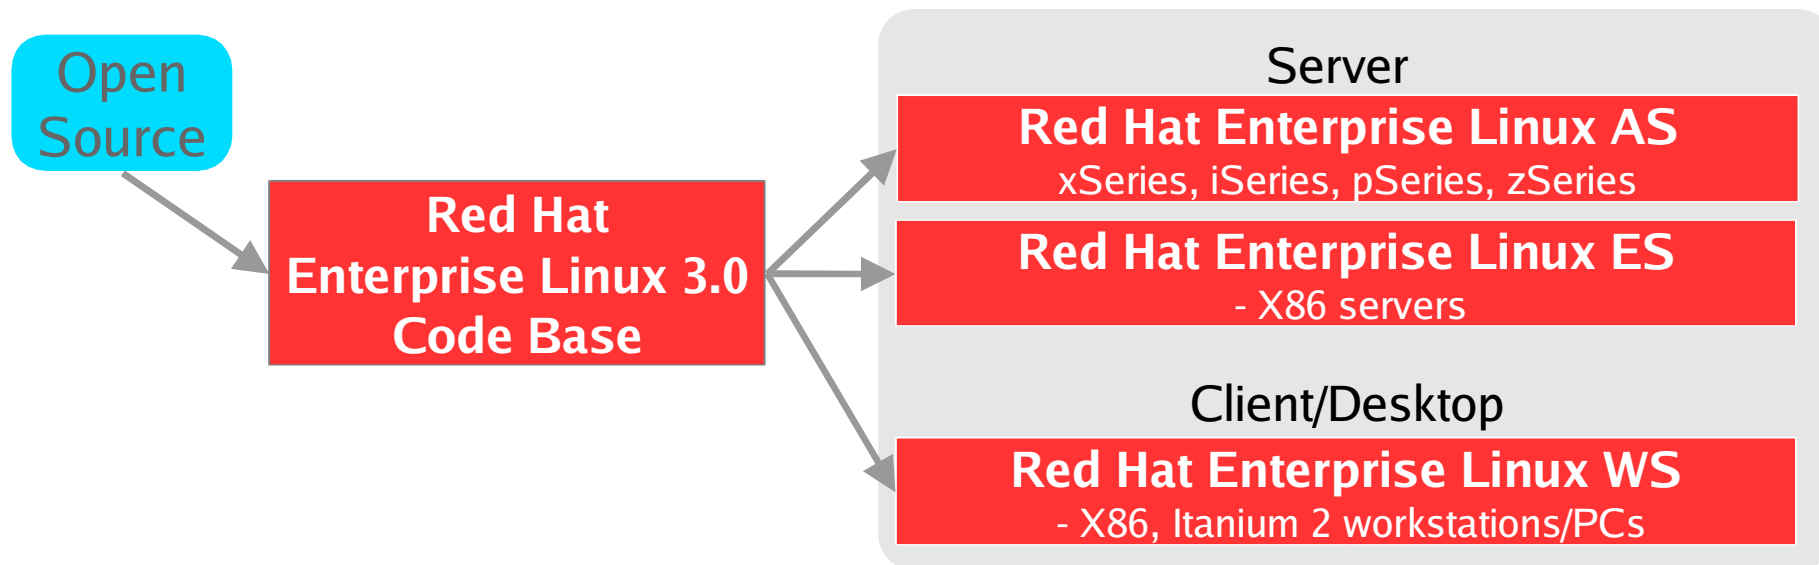 Open
Source
Red Hat
Enterprise Linux 3.0
Code Base
Server
Red Hat Enterprise Linux AS
xSeries, iSeries, pSeries, zSeries
Red Hat Enterprise Linux ES
- X86 servers
Client/Desktop
Red Hat Enterprise Linux WS
- X86, Itanium 2 workstations/PCs